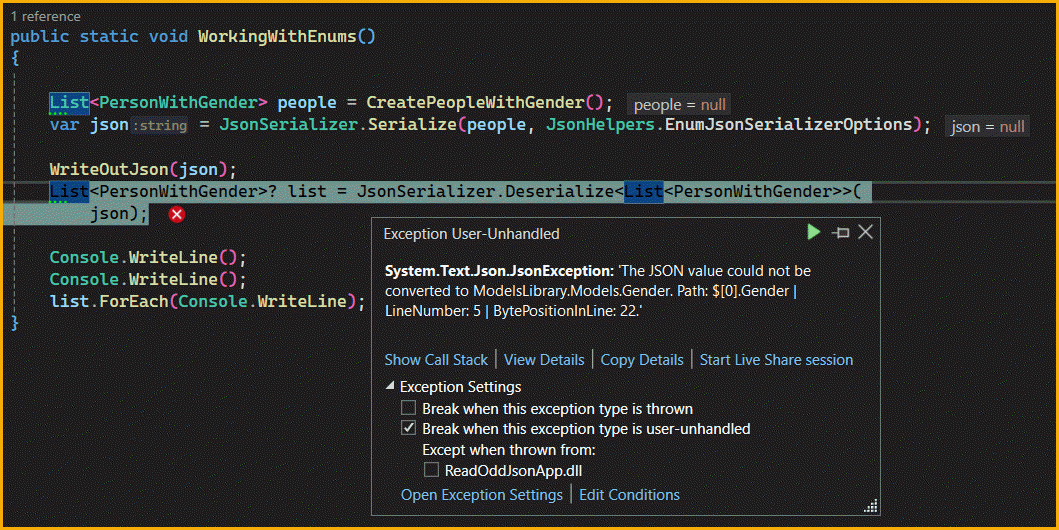 1 reference
public static void WorkingWithEnums()
{
List<PersonWithGender> people = CreatePeopleWithGender(); people = null
var json:string = JsonSerializer.Serialize(people, JsonHelpers.EnumJsonSerializerOptions); json = null
WriteOutJson(json);
List<PersonWithGender>? list = JsonSerializer.Deserialize<List<PersonWithGender>>(
json);
Exception User-Unhandled
System.Text.Json.JsonException: 'The JSON value could not be
converted to ModelsLibrary.Models.Gender. Path: $[0].Gender |
LineNumber: 5 | BytePositionInLine: 22.'
Show Call Stack | View Details | Copy Details | Start Live Share session
Exception Settings
Break when this exception type is thrown
Break when this exception type is user-unhandled
Except when thrown from:
ReadOddJsonApp.dll
Open Exception Settings | Edit Conditions
Console.WriteLine();
Console.WriteLine();
list.ForEach(Console.WriteLine);
}